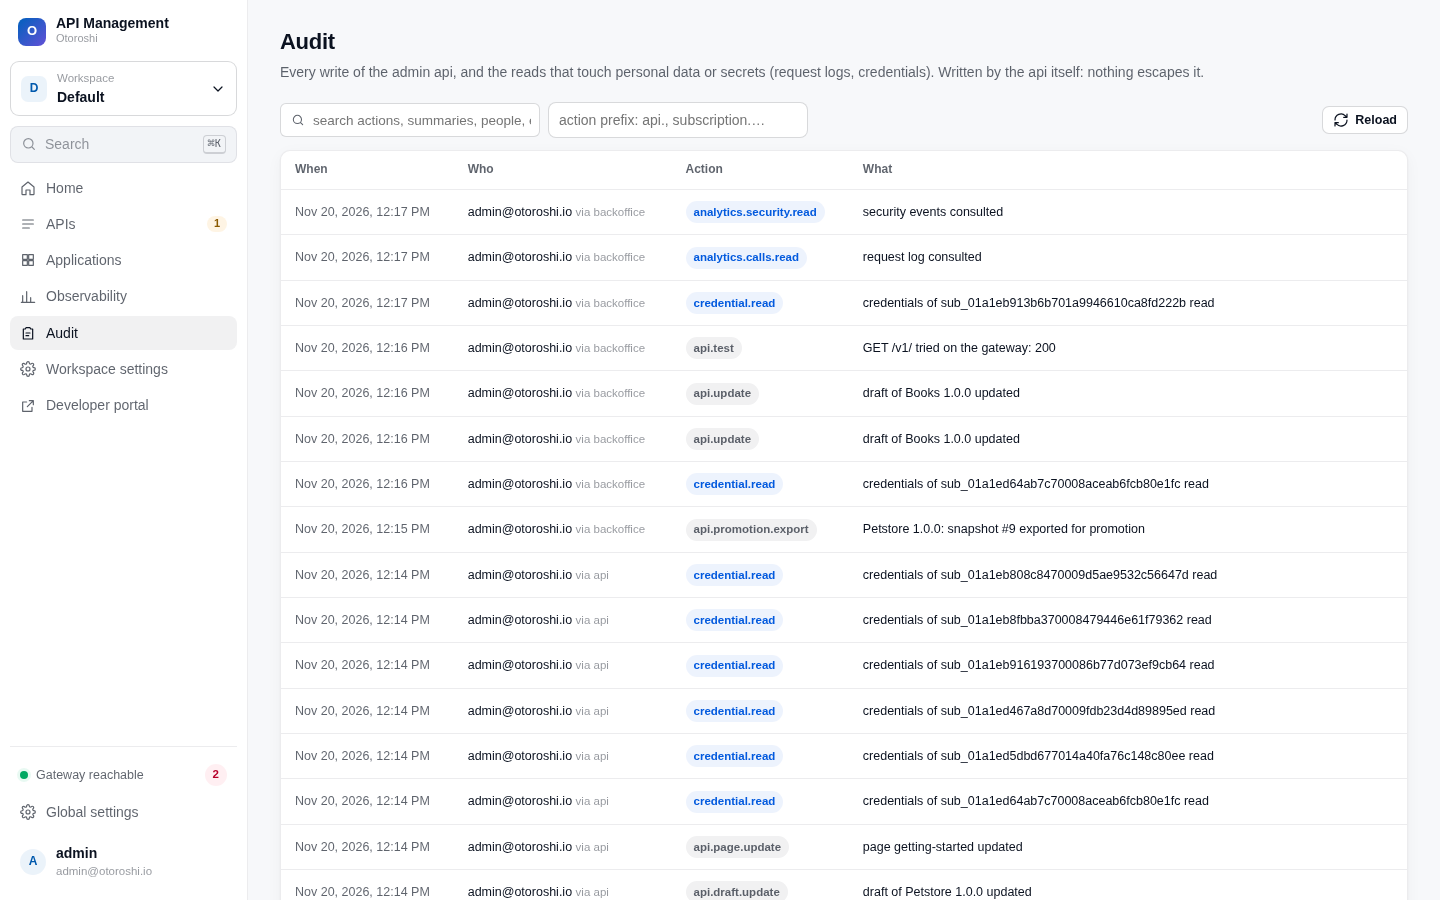 O
API Management
Otoroshi
D
Workspace
Default
Search
⌘K
Home
APIs
1
Applications
Observability
Audit
Workspace settings
Developer portal
Gateway reachable
2
Global settings
A
admin
admin@otoroshi.io
Audit
Every write of the admin api, and the reads that touch personal data or secrets (request logs, credentials). Written by the api itself: nothing escapes it.
search actions, summaries, people,
action prefix: api., subscription.…
Reload
When Who Action What
Nov 20, 2026, 12:17 PM admin@otoroshi.io via backoffice analytics.security.read security events consulted
Nov 20, 2026, 12:17 PM admin@otoroshi.io via backoffice analytics.calls.read request log consulted
Nov 20, 2026, 12:17 PM admin@otoroshi.io via backoffice credential.read credentials of sub_01a1eb913b6b701a9946610ca8fd222b read
Nov 20, 2026, 12:16 PM admin@otoroshi.io via backoffice api.test GET /v1/ tried on the gateway: 200
Nov 20, 2026, 12:16 PM admin@otoroshi.io via backoffice api.update draft of Books 1.0.0 updated
Nov 20, 2026, 12:16 PM admin@otoroshi.io via backoffice api.update draft of Books 1.0.0 updated
Nov 20, 2026, 12:16 PM admin@otoroshi.io via backoffice credential.read credentials of sub_01a1ed64ab7c70008aceab6fcb80e1fc read
Nov 20, 2026, 12:15 PM admin@otoroshi.io via backoffice api.promotion.export Petstore 1.0.0: snapshot #9 exported for promotion
Nov 20, 2026, 12:14 PM admin@otoroshi.io via api credential.read credentials of sub_01a1eb808c8470009d5ae9532c56647d read
Nov 20, 2026, 12:14 PM admin@otoroshi.io via api credential.read credentials of sub_01a1eb8fbba370008479446e61f79362 read
Nov 20, 2026, 12:14 PM admin@otoroshi.io via api credential.read credentials of sub_01a1eb916193700086b77d073ef9cb64 read
Nov 20, 2026, 12:14 PM admin@otoroshi.io via api credential.read credentials of sub_01a1ed467a8d70009fdb23d4d89895ed read
Nov 20, 2026, 12:14 PM admin@otoroshi.io via api credential.read credentials of sub_01a1ed5dbd677014a40fa76c148c80ee read
Nov 20, 2026, 12:14 PM admin@otoroshi.io via api credential.read credentials of sub_01a1ed64ab7c70008aceab6fcb80e1fc read
Nov 20, 2026, 12:14 PM admin@otoroshi.io via api api.page.update page getting-started updated
Nov 20, 2026, 12:14 PM admin@otoroshi.io via api api.draft.update draft of Petstore 1.0.0 updated